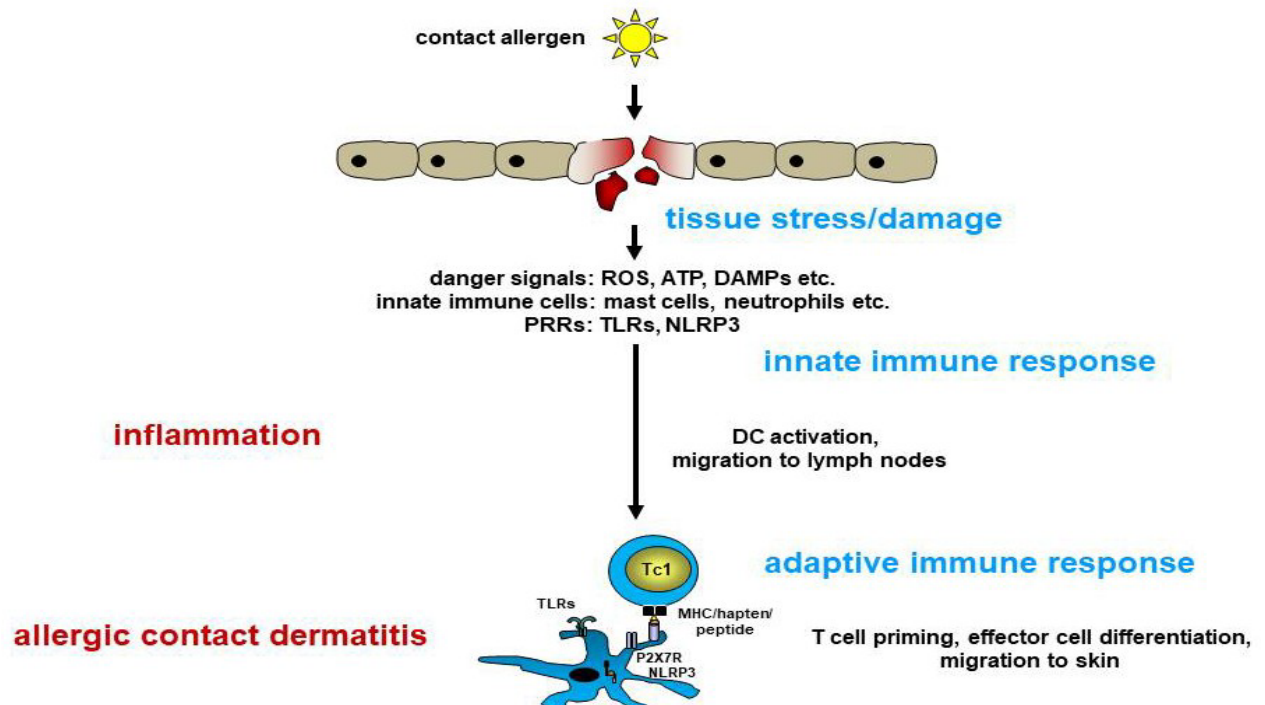 contact allergen
tissue stress/damage
danger signals: ROS, ATP, DAMPs etc.
innate immune cells: mast cells, neutrophils etc.
PRRs: TLRs, NLRP3
innate immune response
inflammation
DC activation,
migration to lymph nodes
adaptive immune response
Tc1
TLRs
MHC/hapten/
peptide
allergic contact dermatitis
T cell priming, effector cell differentiation,
migration to skin
P2X7R
NLRP3